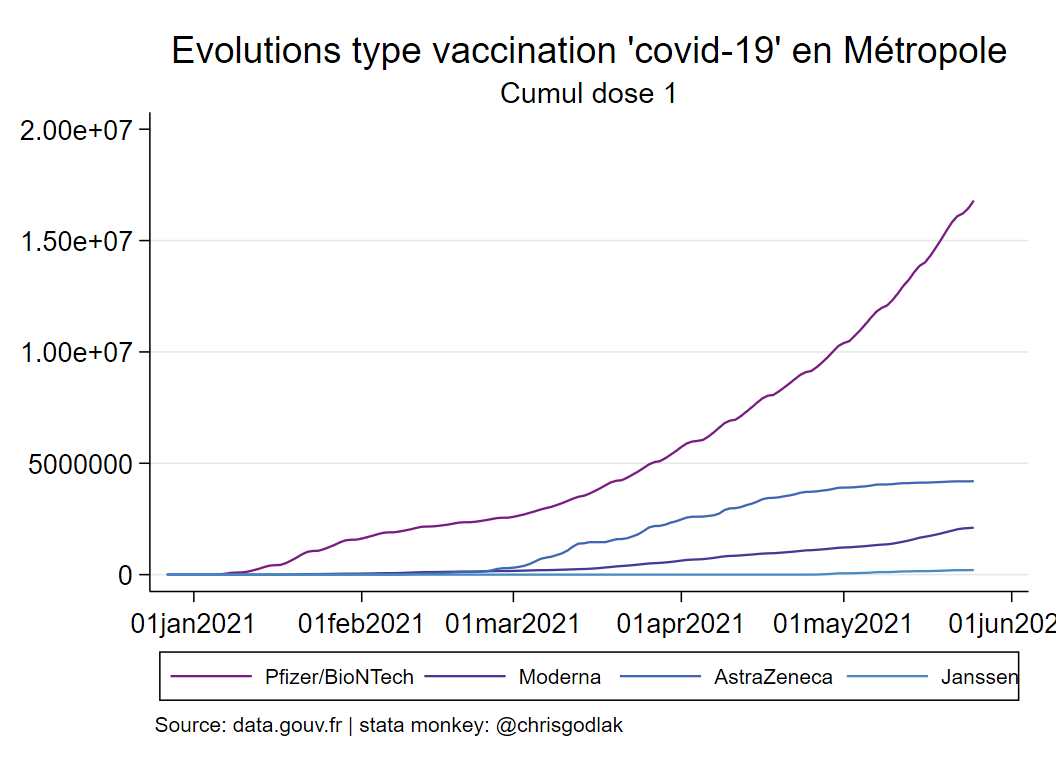 Evolutions type vaccination 'covid-19' en Métropole
Cumul dose 1
2.00e+07
1.50e+07
1.00e+07
5000000
0
01jan2021 01feb2021 01mar2021 01apr2021 01may2021 01jun202
Pfizer/BioNTech Moderna AstraZeneca Janssen
Source: data.gouv.fr | stata monkey: @chrisgodlak